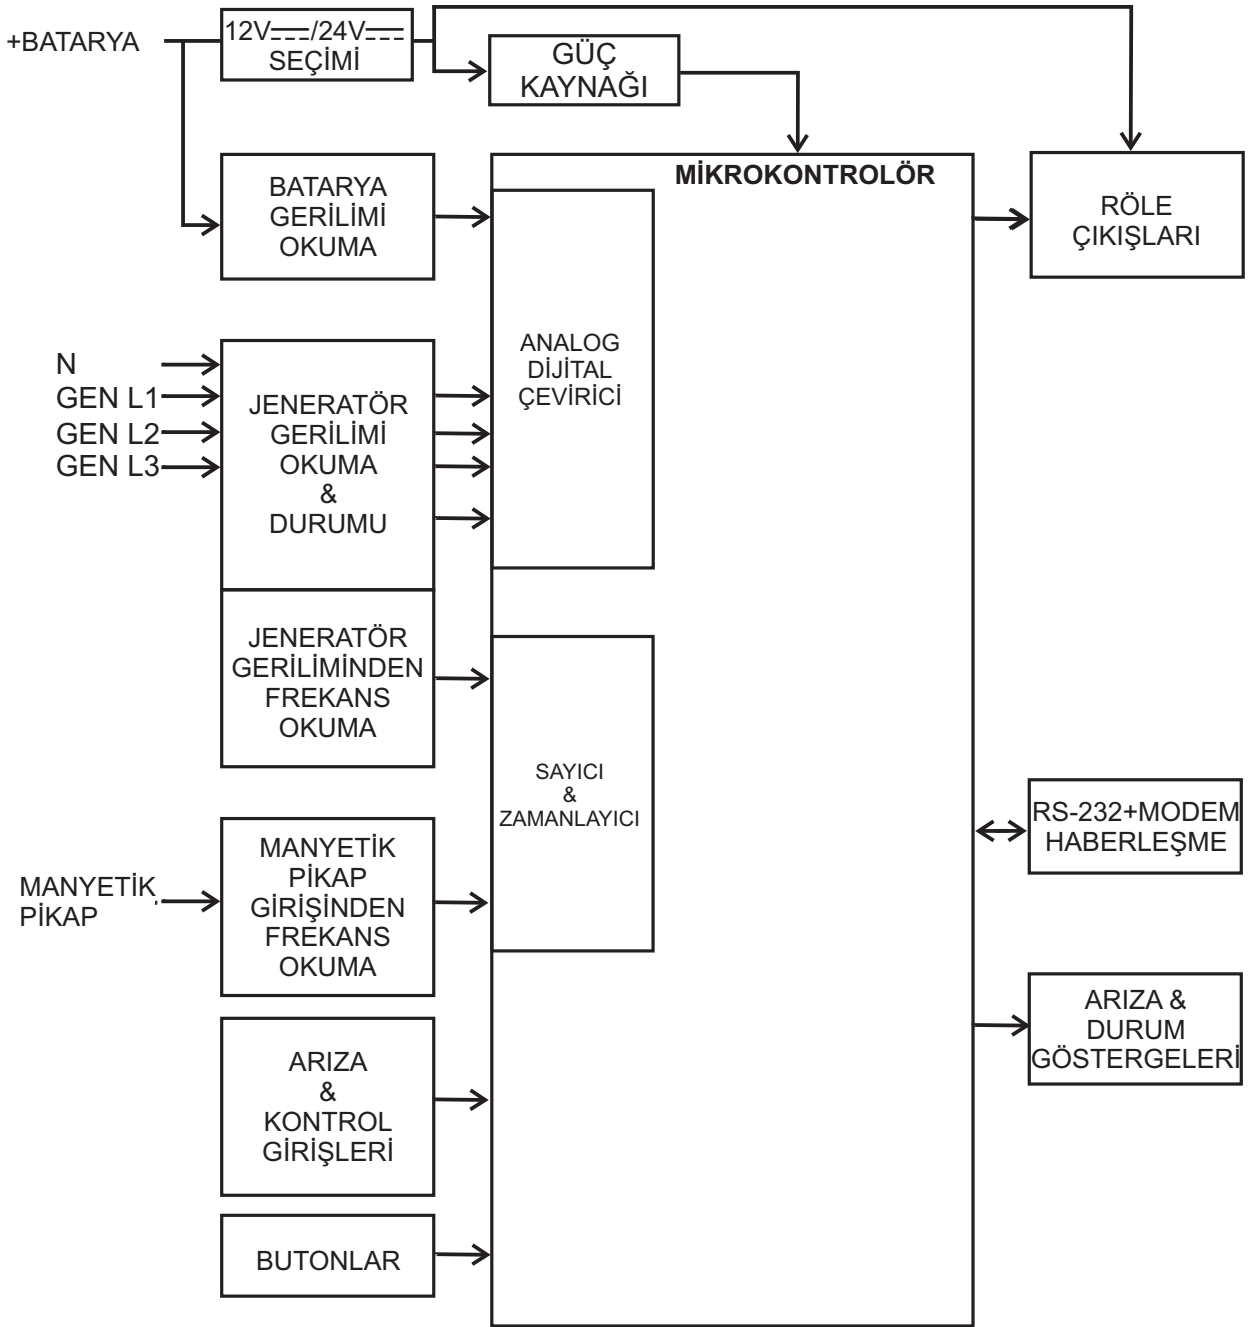 +BATARYA
12V⎓/24V⎓
SEÇİMİ
GÜÇ
KAYNAĞI
BATARYA
GERİLİMİ
OKUMA
MİKROKONTROLÖR
RÖLE
ÇIKIŞLARI
N
GEN L1
GEN L2
GEN L3
JENERATÖR
GERİLİMİ
OKUMA
&
DURUMU
ANALOG
DİJİTAL
ÇEVİRİCİ
JENERATÖR
GERİLİMİNDEN
FREKANS
OKUMA
SAYICI
&
ZAMANLAYICI
RS-232+MODEM
HABERLEŞME
MANYETİK
PİKAP
MANYETİK
PİKAP
GİRİŞİNDEN
FREKANS
OKUMA
ARIZA &
DURUM
GÖSTERGELERİ
ARIZA
&
KONTROL
GİRİŞLERİ
BUTONLAR